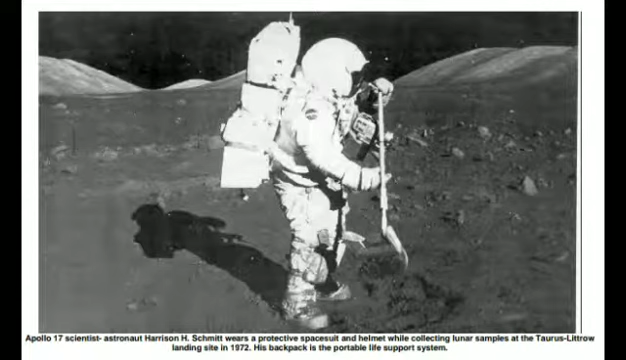 Apollo 17 scientist- astronaut Harrison H. Schmitt wears a protective spacesuit and helmet while collecting lunar samples at the Taurus-Littrow
landing site in 1972. His backpack is the portable life support system.